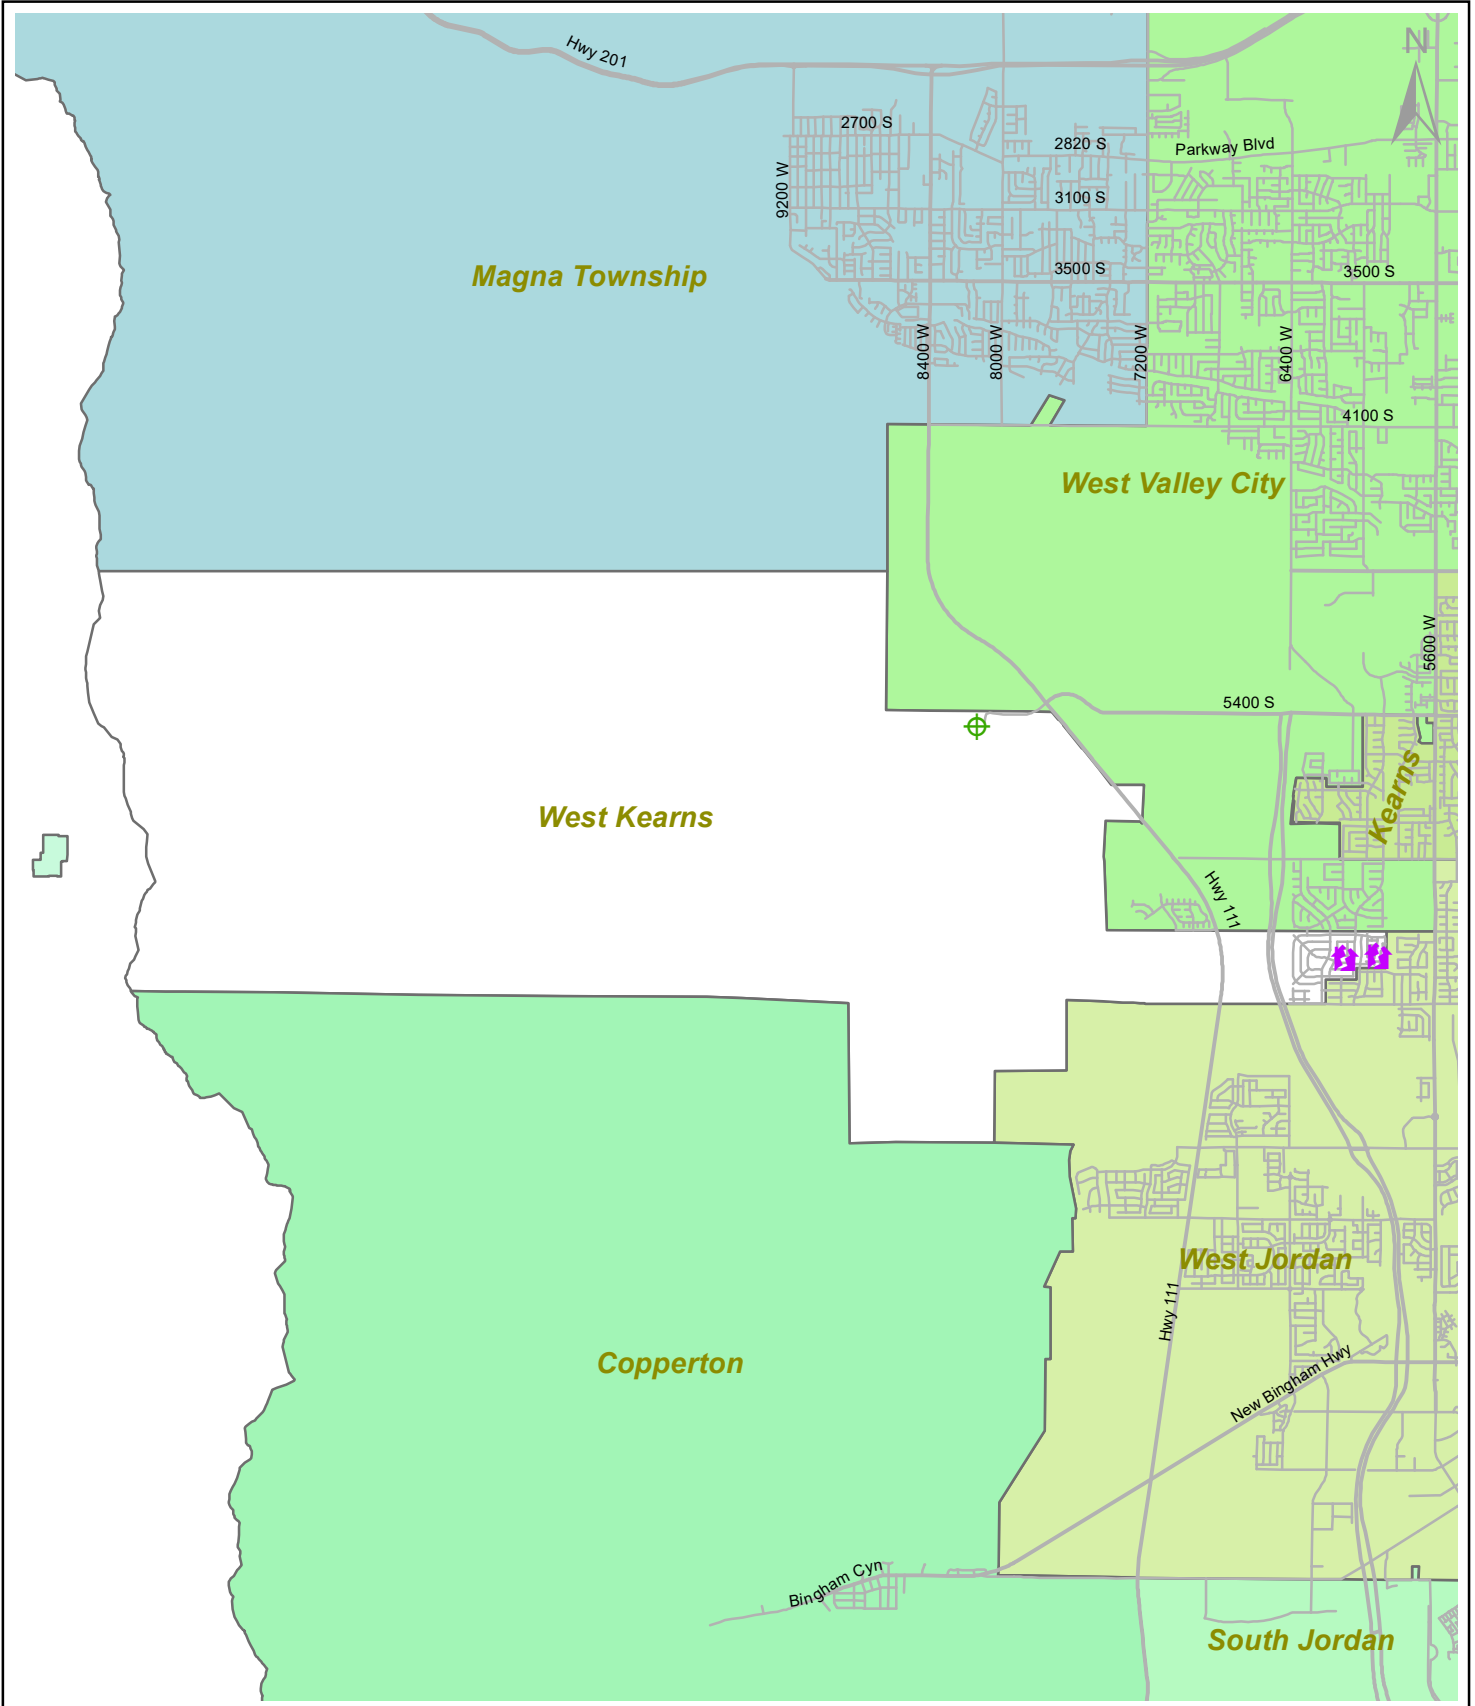 N
Hwy 201
2700 S
2820 S
Parkway Blvd
9200 W
3100 S
Magna Township
3500 S
3500 S
8400 W
8000 W
7200 W
6400 W
4100 S
West Valley City
5600 W
5400 S
Kearns
West Kearns
Hwy 111
West Jordan
Hwy 111
Copperton
New Bingham Hwy
Bingham Cyn
South Jordan